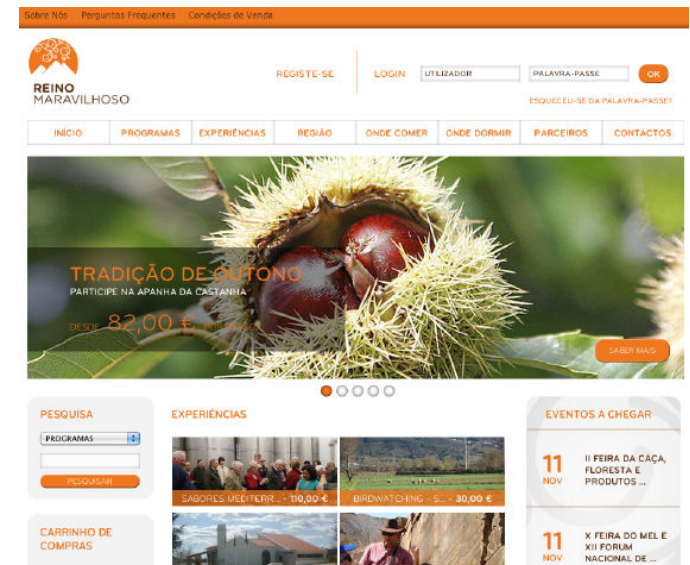 Sobre Nós Perguntas Frequentes Condições de Venda
REINO
MARAVILHOSO
REGISTE-SE LOGIN UTILIZADOR PALAVRA-PASSE OK
ESQUECEU-SE DA PALAVRA-PASSE?
INÍCIO PROGRAMAS EXPERIÊNCIAS REGIÃO ONDE COMER ONDE DORMIR PARCEIROS CONTACTOS
TRADIÇÃO DE OUTONO
PARTICIPE NA APANHA DA CASTANHA
DESDE 82,00 €
SABER MAIS
PESQUISA
PROGRAMAS
PESQUISAR
CARRINHO DE
COMPRAS
EXPERIÊNCIAS
SABORES MEDITERR... - 110,00 €
BIRDWATCHING - S... - 30,00 €
EVENTOS A CHEGAR
11
NOV
II FEIRA DA CAÇA,
FLORESTA E
PRODUTOS ...
11
NOV
X FEIRA DO MEL E
XII FORUM
NACIONAL DE ...